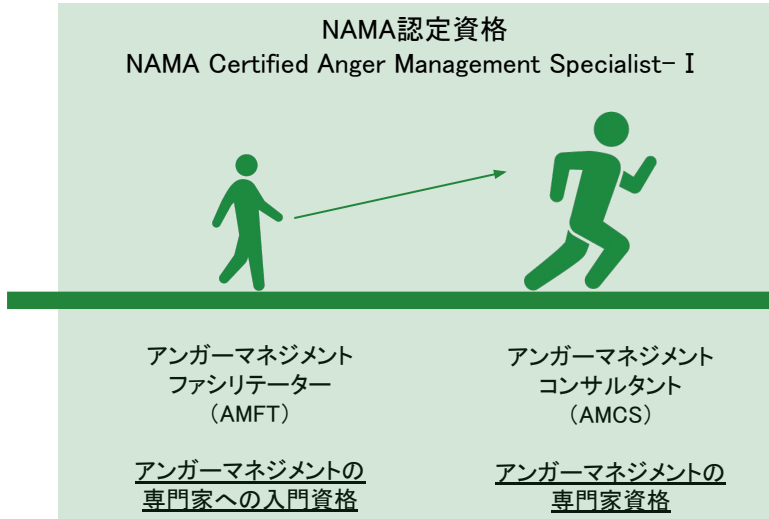 NAMA認定資格
NAMA Certified Anger Management Specialist-Ⅰ
アンガーマネジメント
ファシリテーター
（AMFT）
アンガーマネジメントの
専門家への入門資格
アンガーマネジメント
コンサルタント
（AMCS）
アンガーマネジメントの
専門家資格